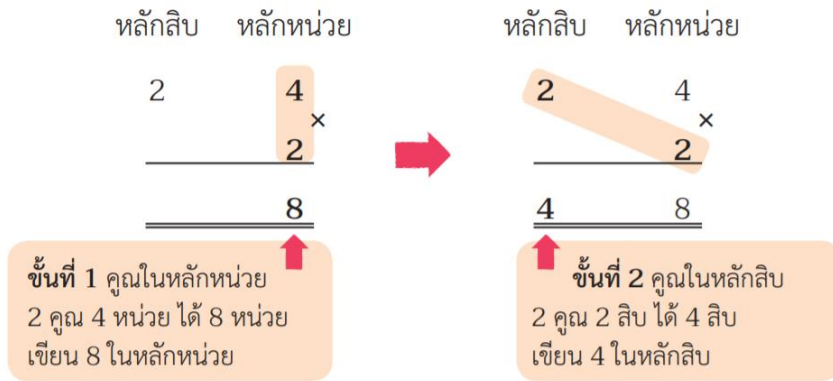 หลักสิบ หลักหน่วย
2 4
×
2
8
ขั้นที่ 1 คูณในหลักหน่วย
2 คูณ 4 หน่วย ได้ 8 หน่วย
เขียน 8 ในหลักหน่วย
หลักสิบ หลักหน่วย
2 4
×
2
4 8
ขั้นที่ 2 คูณในหลักสิบ
2 คูณ 2 สิบ ได้ 4 สิบ
เขียน 4 ในหลักสิบ